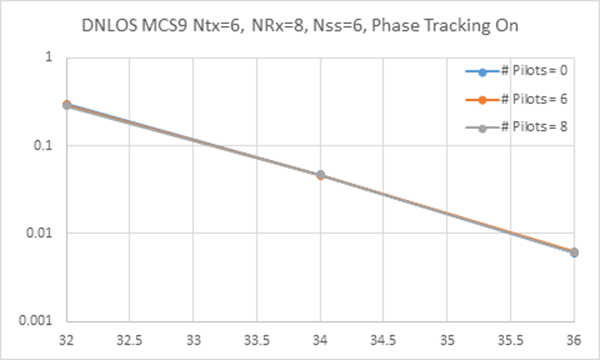 DNLOS MCS9 Ntx=6, NRx=8, Nss=6, Phase Tracking On
1
# Pilots = 0
# Pilots = 6
# Pilots = 8
0.1
0.01
0.001
32 32.5 33 33.5 34 34.5 35 35.5 36